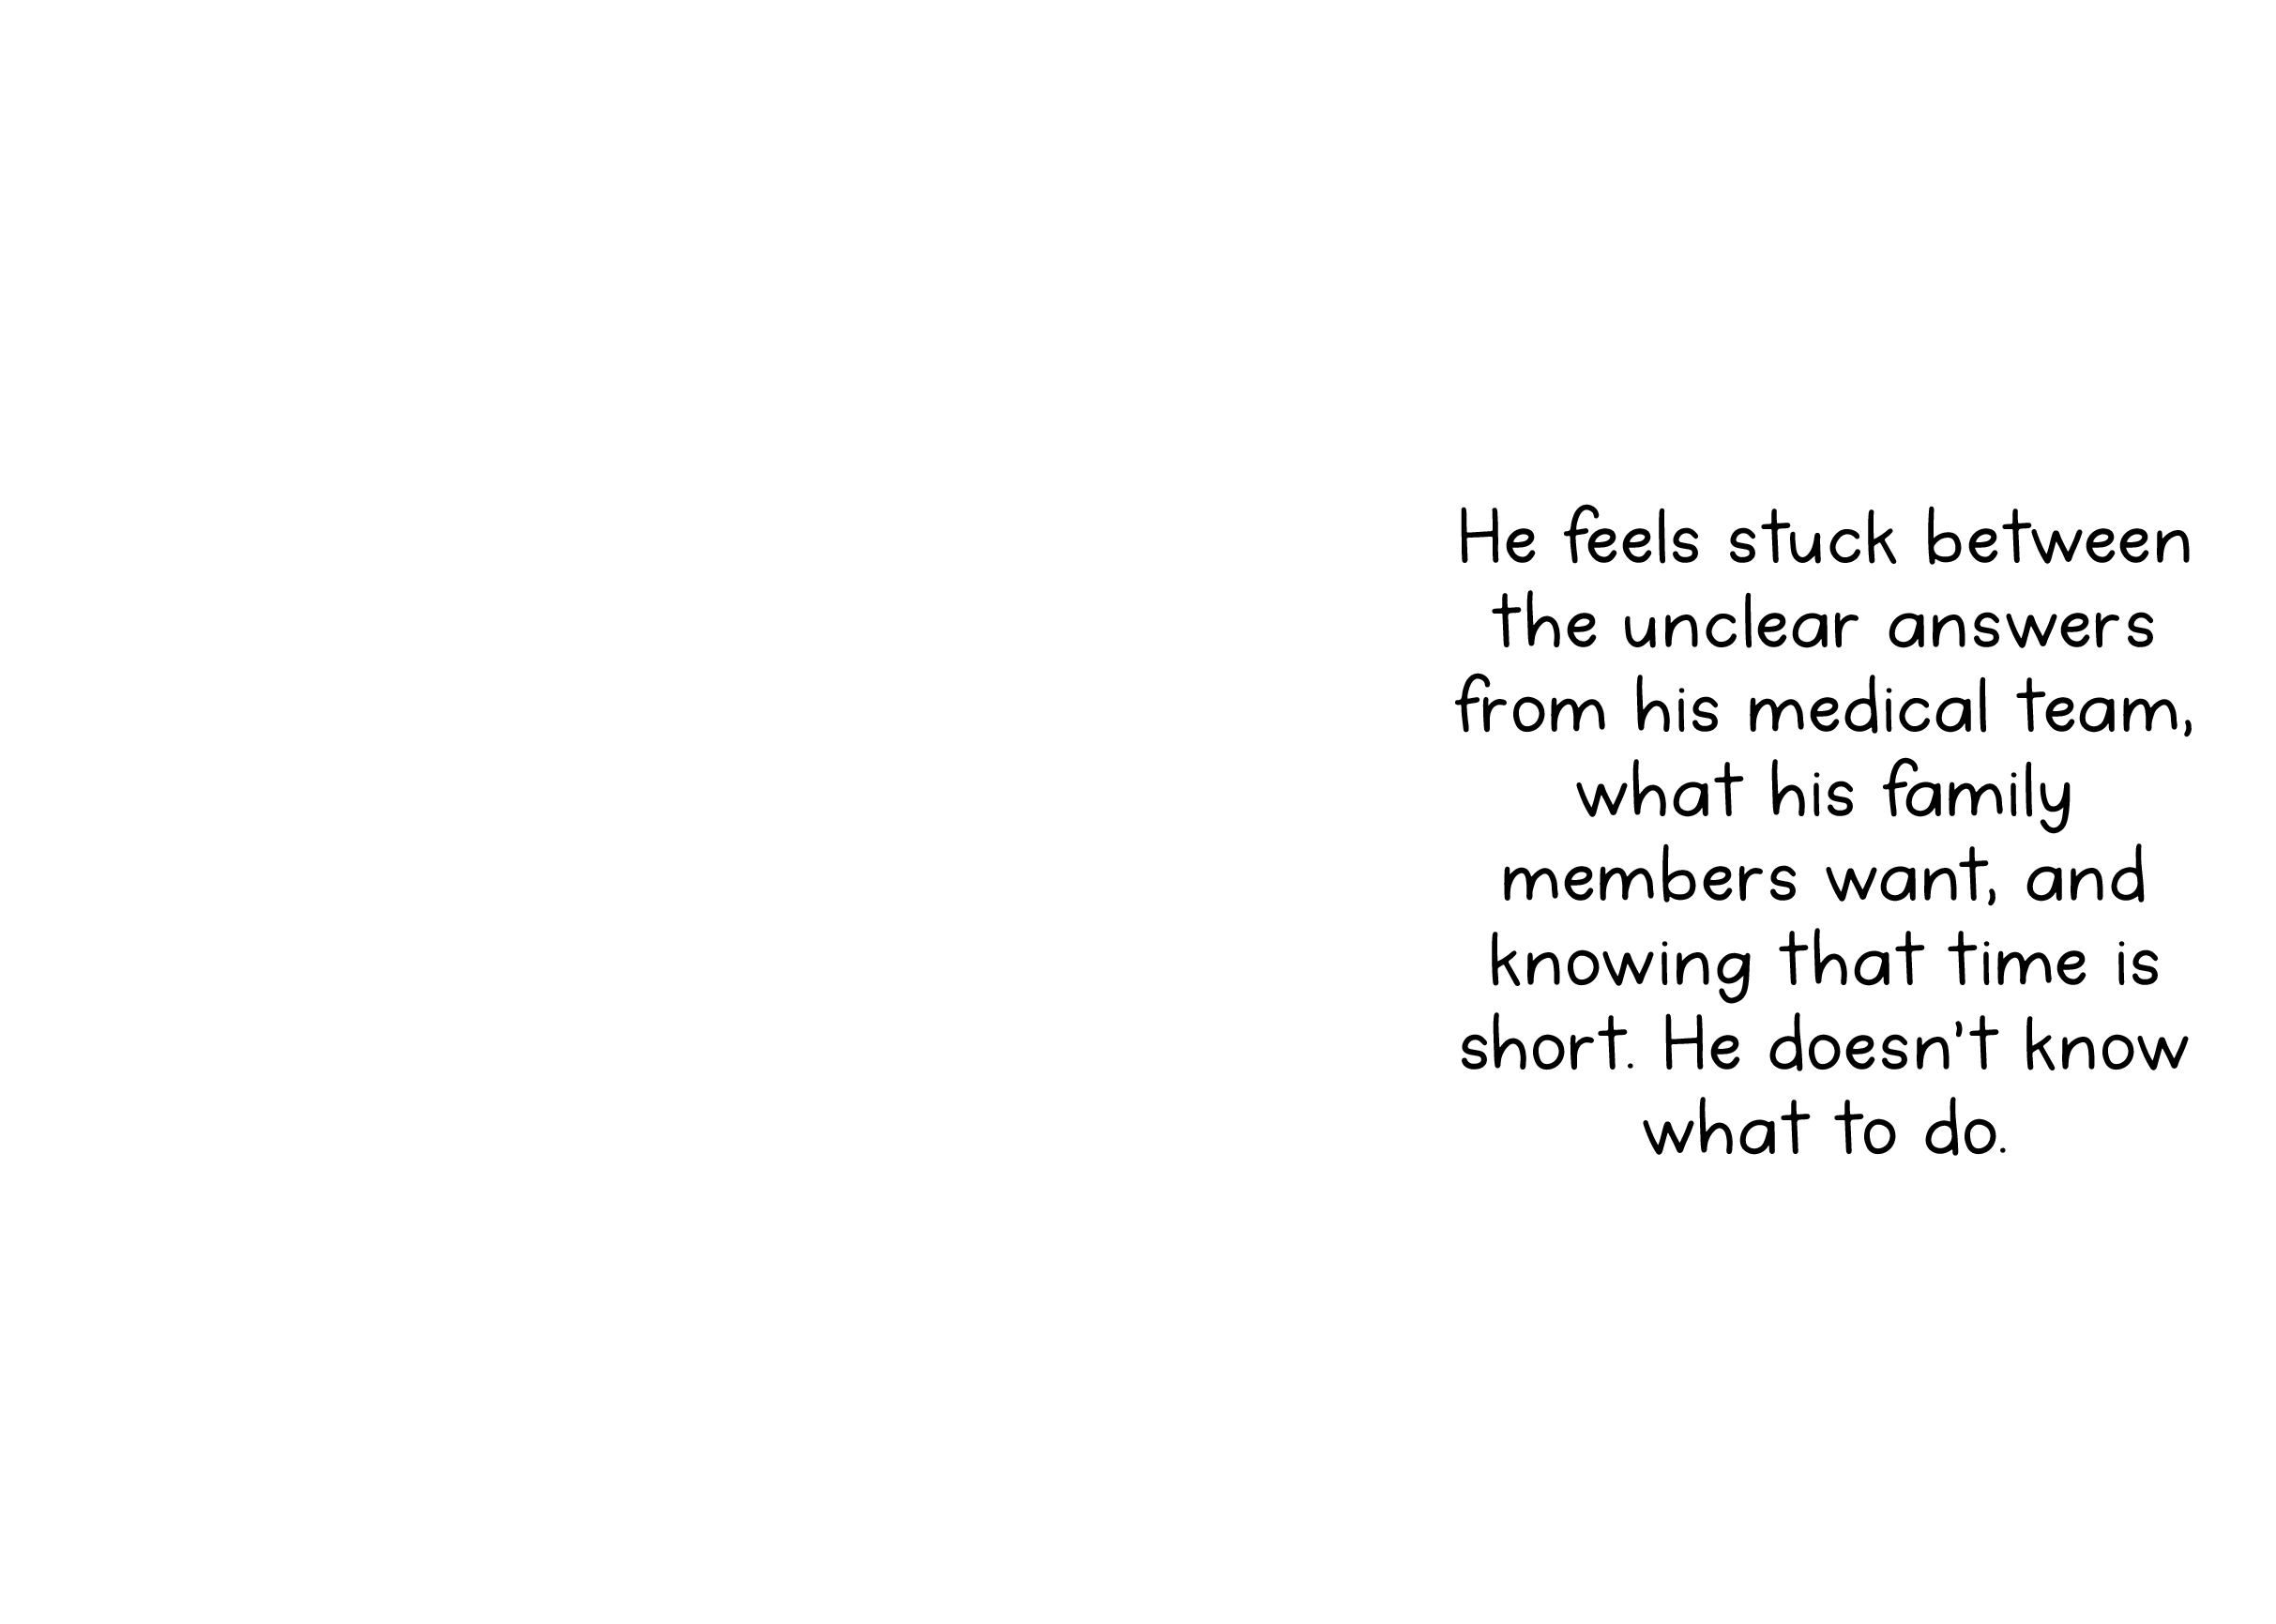 He feels stuck between
the unclear answers
from his medical team,
what his family
members want, and
knowing that time is
short. He doesn't know
what to do.